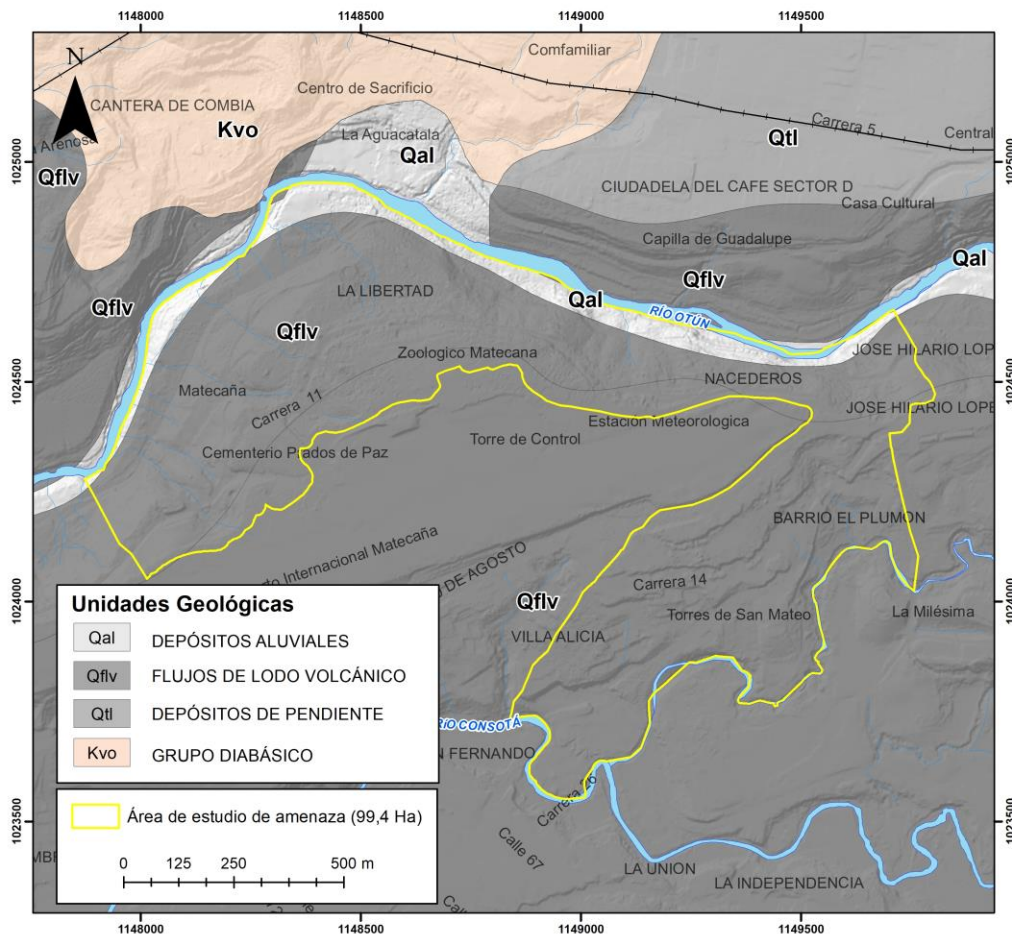 1148000 1148500 1149000 1149500
N
Comfamiliar
Centro de Sacrificio
CANTERA DE COMBIA
Kvo
Carrera 5
Central
La Aguacatala
Arenosa
Qtl
1025000 1025000
Qal
Qflv
CIUDADELA DEL CAFE SECTOR D
Casa Cultural
Capilla de Guadalupe
Qal
Qflv
LA LIBERTAD
Qflv
Qal
Qflv
RÍO OTÚN
Zoologico Matecana
JOSE HILARIO LOP
NACEDEROS
1024500 1024500
Matecaña
JOSE HILARIO LOPE
Carrera 11
Estación Meteorologica
Torre de Control
Cementerio Prados de Paz
BARRIO EL PLUMON
Internacional Matecaña
DE AGOSTO
1024000 1024000
Carrera 14
Qflv
Torres de San Mateo
La Milésima
VILLA ALICIA
Unidades Geológicas
Qal DEPÓSITOS ALUVIALES
Qflv FLUJOS DE LODO VOLCÁNICO
Qtl DEPÓSITOS DE PENDIENTE
Kvo GRUPO DIABÁSICO
RÍO CONSOTÁ
N FERNANDO
Carrera 26
1023500 1023500
Área de estudio de amenaza (99,4 Ha)
0 125 250 500 m
Calle 67
LA UNION
LA INDEPENDENCIA
1148000 1148500 1149000 1149500